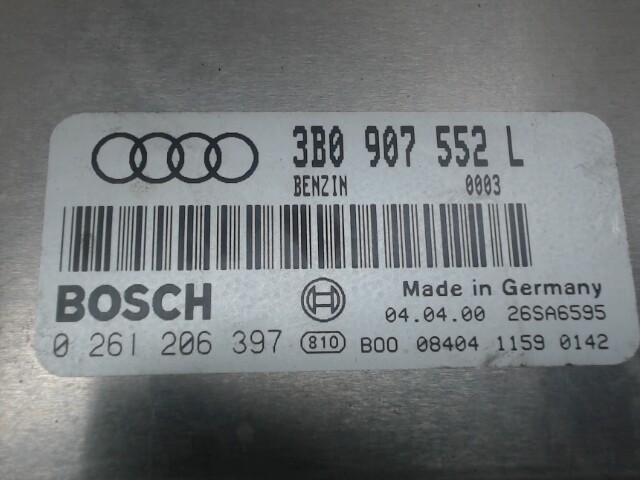 3B0 907 552 L
BENZIN 0003
BOSCH
Made in Germany
04.04.00 26SA6595
0 261 206 397 810 B00 08404 1159 0142